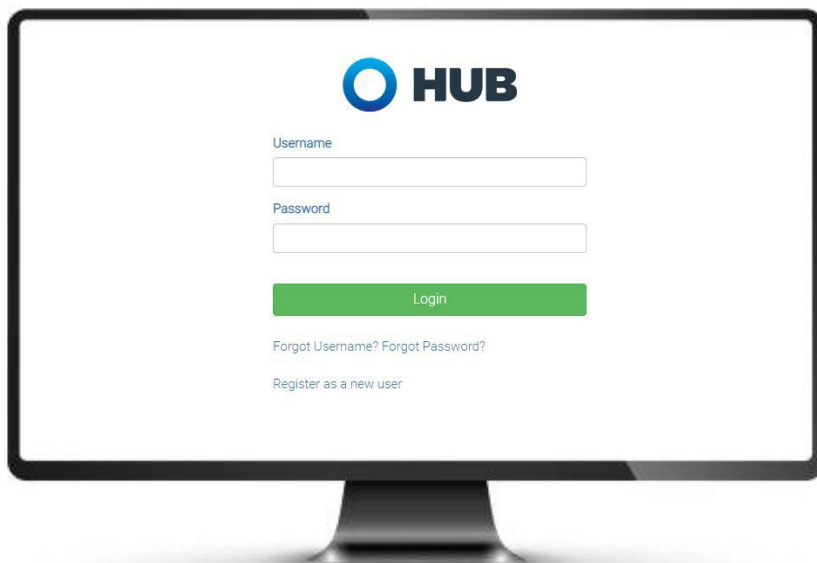 HUB
Username
Password
Login
Forgot Username? Forgot Password?
Register as a new user